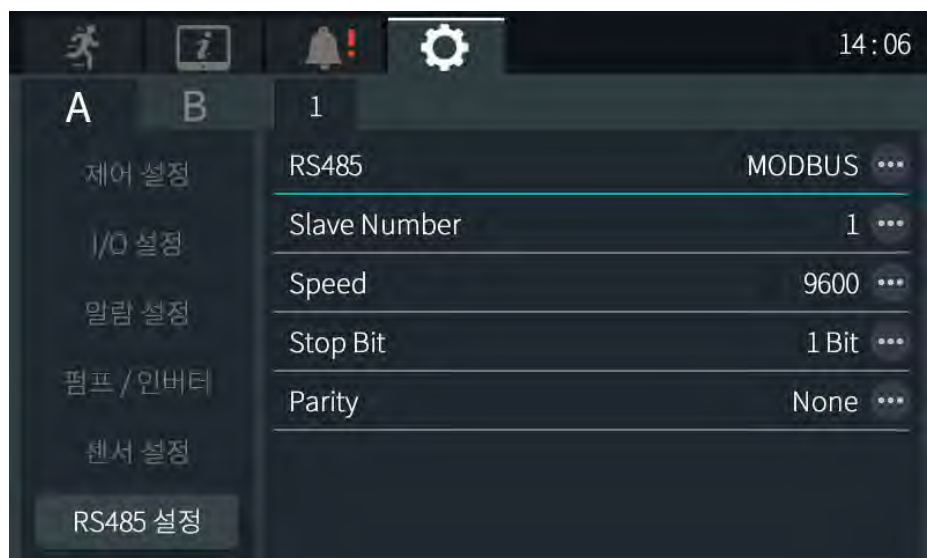 14 : 06
A B 1
제어 설정
I/O 설정
알람 설정
펌프 / 인버터
센서 설정
RS485 설정
RS485 MODBUS
Slave Number 1
Speed 9600
Stop Bit 1 Bit
Parity None